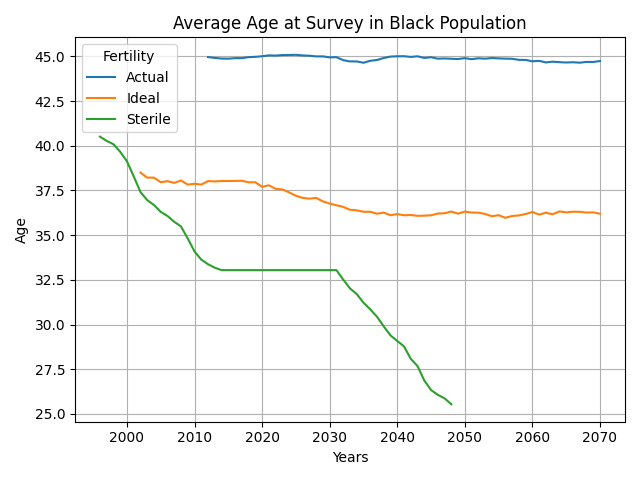 Average Age at Survey in Black Population
Fertility
Actual
Ideal
Sterile
45.0
42.5
40.0
37.5
35.0
32.5
30.0
27.5
25.0
Age
2000 2010 2020 2030 2040 2050 2060 2070
Years